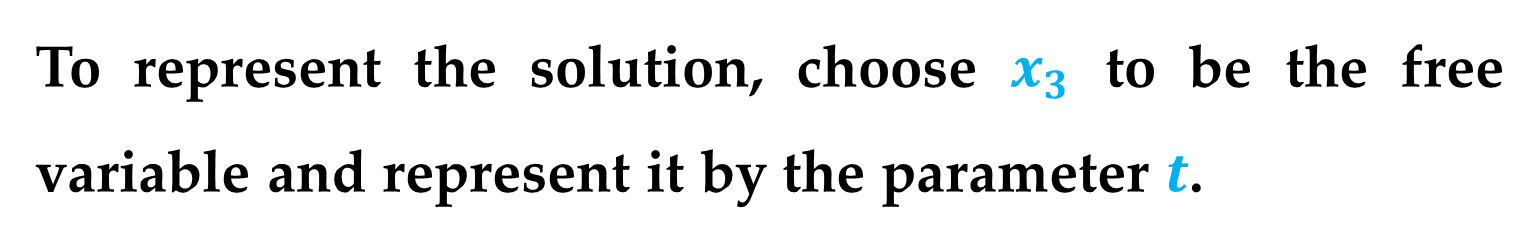 To represent the solution, choose x₃ to be the free
variable and represent it by the parameter t.